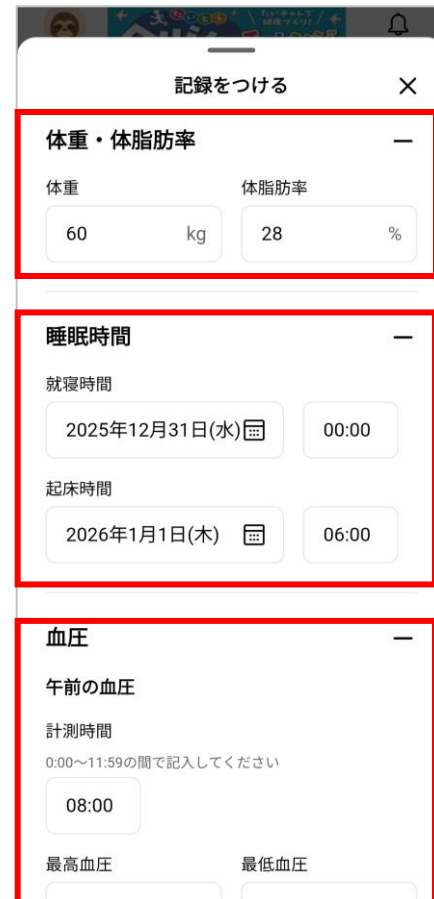 記録をつける
体重・体脂肪率
体重 体脂肪率
60 kg 28 %
睡眠時間
就寝時間
2025年12月31日(水) 00:00
起床時間
2026年1月1日(木) 06:00
血圧
午前の血圧
計測時間
0:00〜11:59の間で記入してください
08:00
最高血圧 最低血圧